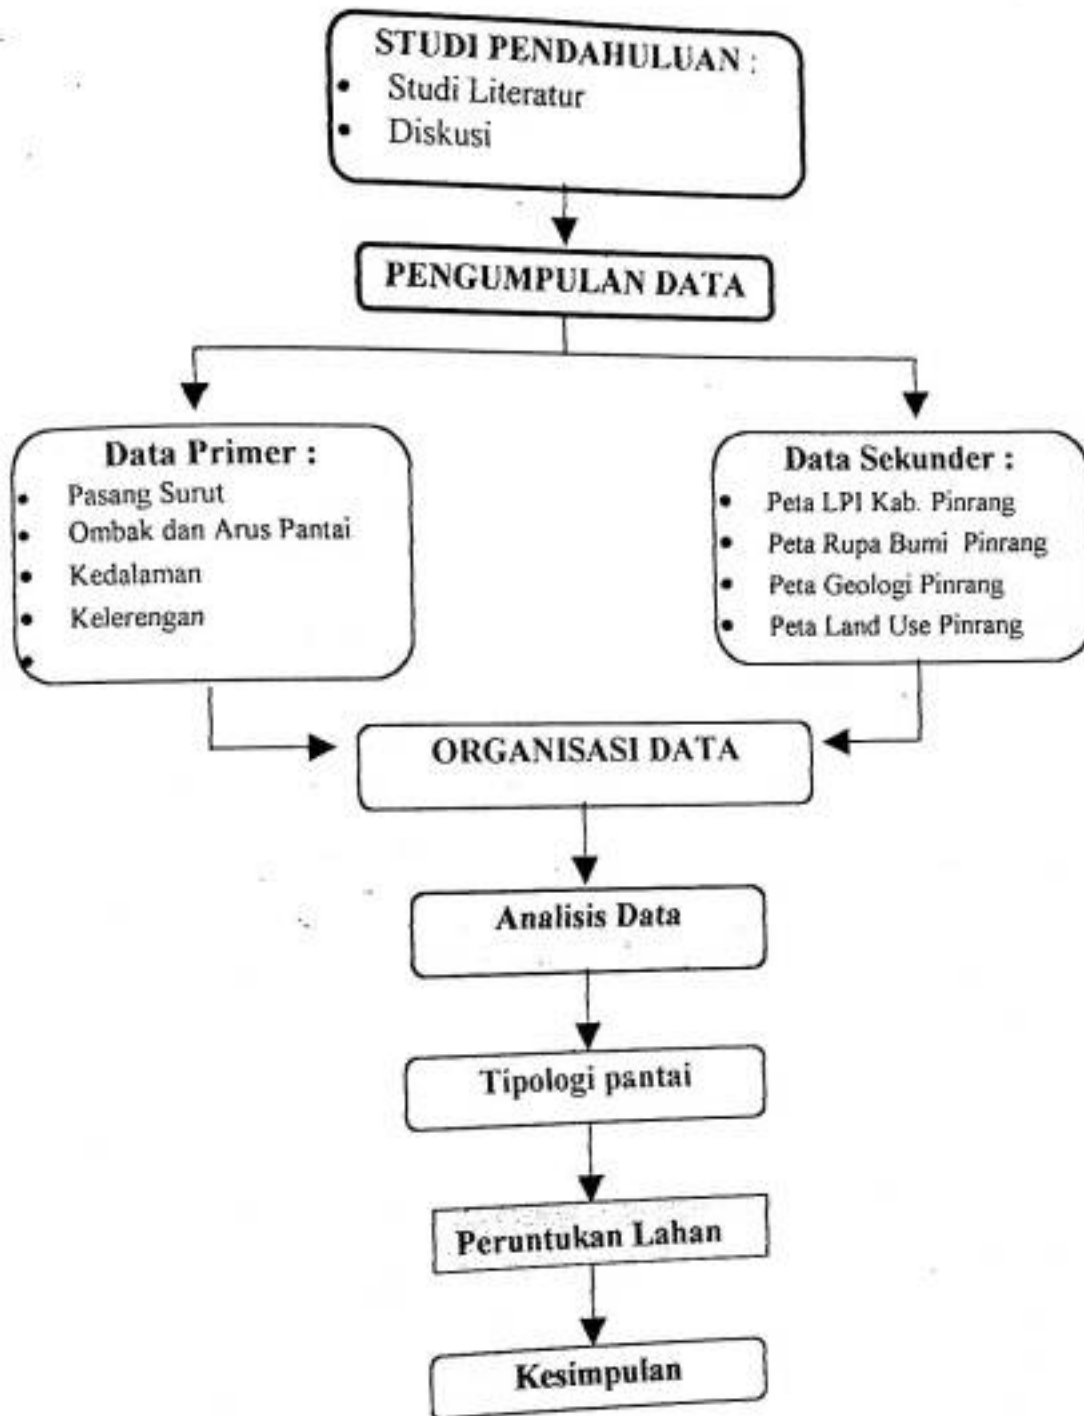 STUDI PENDAHULUAN :
• Studi Literatur
• Diskusi
PENGUMPULAN DATA
Data Primer :
• Pasang Surut
• Ombak dan Arus Pantai
• Kedalaman
• Kelerengan
•
Data Sekunder :
• Peta LPI Kab. Pinrang
• Peta Rupa Bumi Pinrang
• Peta Geologi Pinrang
• Peta Land Use Pinrang
ORGANISASI DATA
Analisis Data
Tipologi pantai
Peruntukan Lahan
Kesimpulan